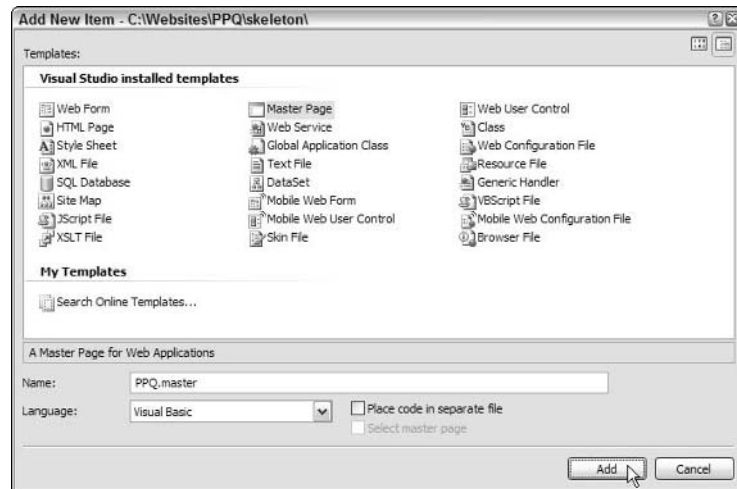 Add New Item - C:\Websites\PPQ\skeleton\
Templates:
Visual Studio installed templates
Web Form
Master Page
Web User Control
HTML Page
Web Service
Class
Style Sheet
Global Application Class
Web Configuration File
XML File
Text File
Resource File
SQL Database
DataSet
Generic Handler
Site Map
Mobile Web Form
VBScript File
JScript File
Mobile Web User Control
Mobile Web Configuration File
XSLT File
Skin File
Browser File
My Templates
Search Online Templates...
A Master Page for Web Applications
Name:
PPQ.master
Language:
Visual Basic
Place code in separate file
Select master page
Add
Cancel